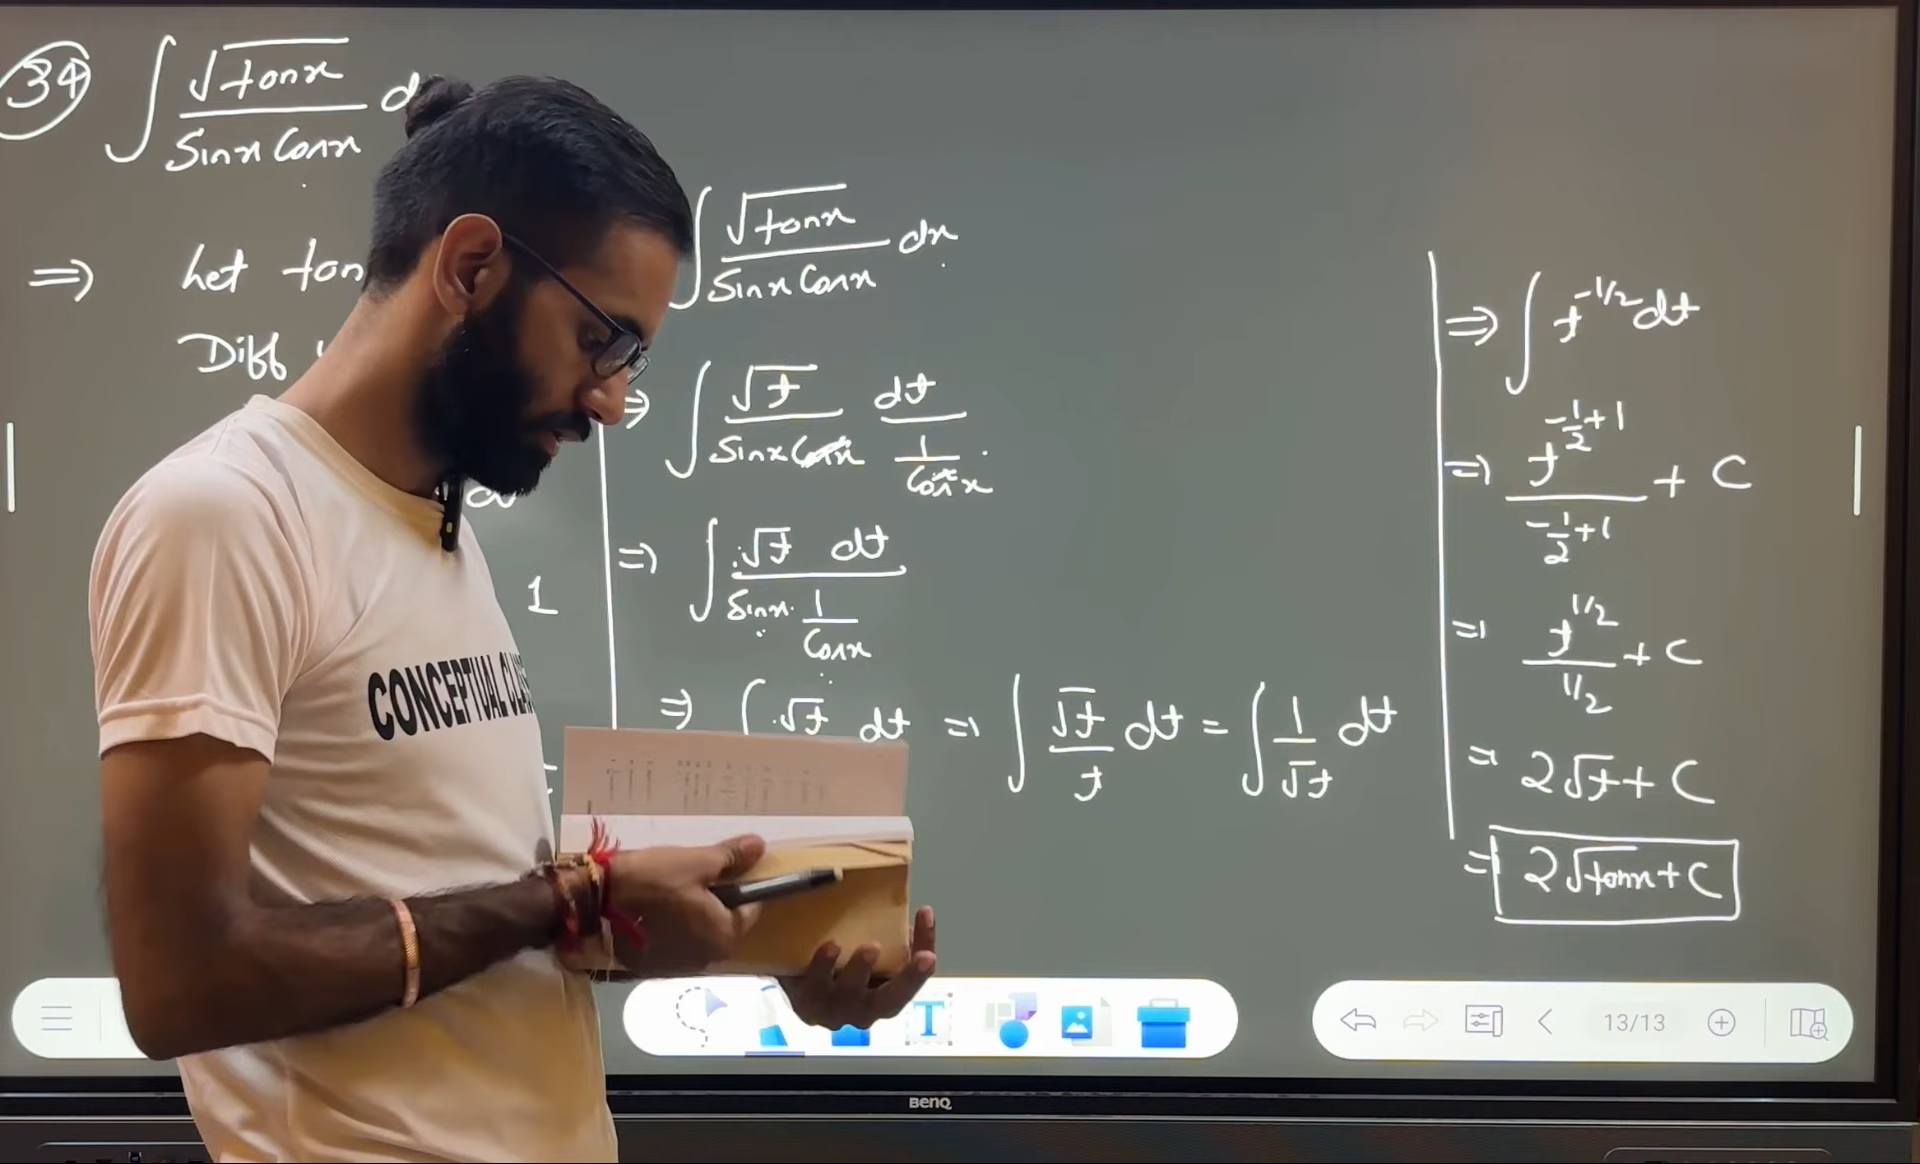 34 ∫ √tanx / Sinx Cosx d
⇒ Let tan
Diff
1
∫ √tanx / Sinx Cosx dx
⇒ ∫ √t / Sinx Cosx dt / 1/Cos²x
⇒ ∫ √t dt / Sinx · 1/Cosx
⇒ ∫ √t dt ⇒ ∫ √t / t dt = ∫ 1/√t dt
⇒ ∫ t^-1/2 dt
⇒ t^-1/2+1 / -1/2+1 + C
⇒ t^1/2 / 1/2 + C
= 2√t + C
= 2√tanx + C
CONCEPTUAL
T
13/13
BenQ